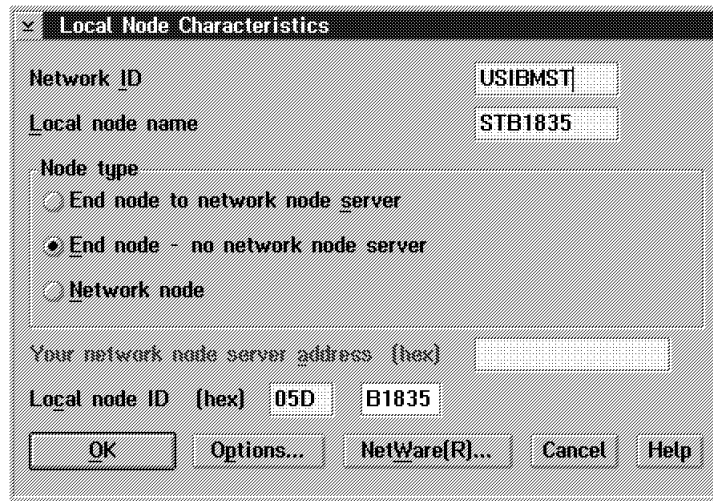 Local Node Characteristics
Network ID USIBMST
Local node name STB1835
Node type
End node to network node server
End node - no network node server
Network node
Your network node server address (hex)
Local node ID (hex) 05D B1835
OK Options... NetWare(R)... Cancel Help